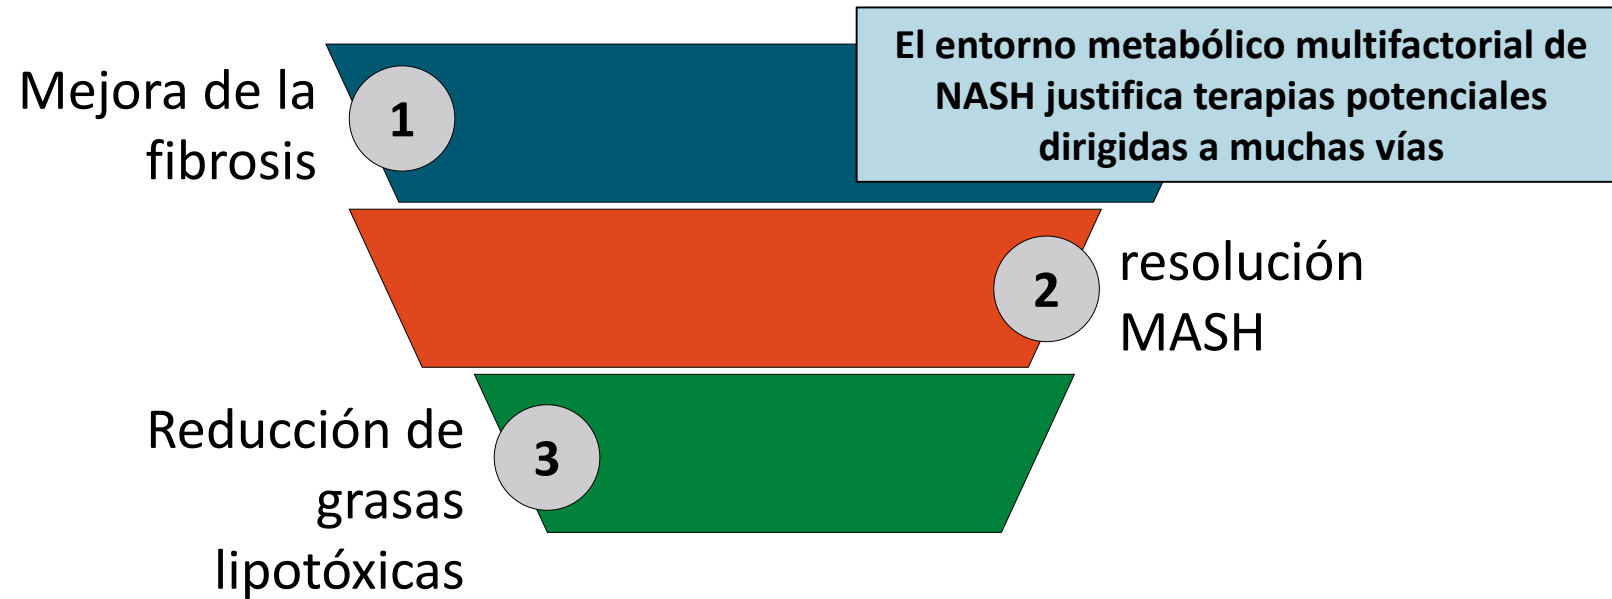 El entorno metabólico multifactorial de
NASH justifica terapias potenciales
dirigidas a muchas vías
Mejora de la
fibrosis
1
2
resolución
MASH
Reducción de
grasas
lipotóxicas
3